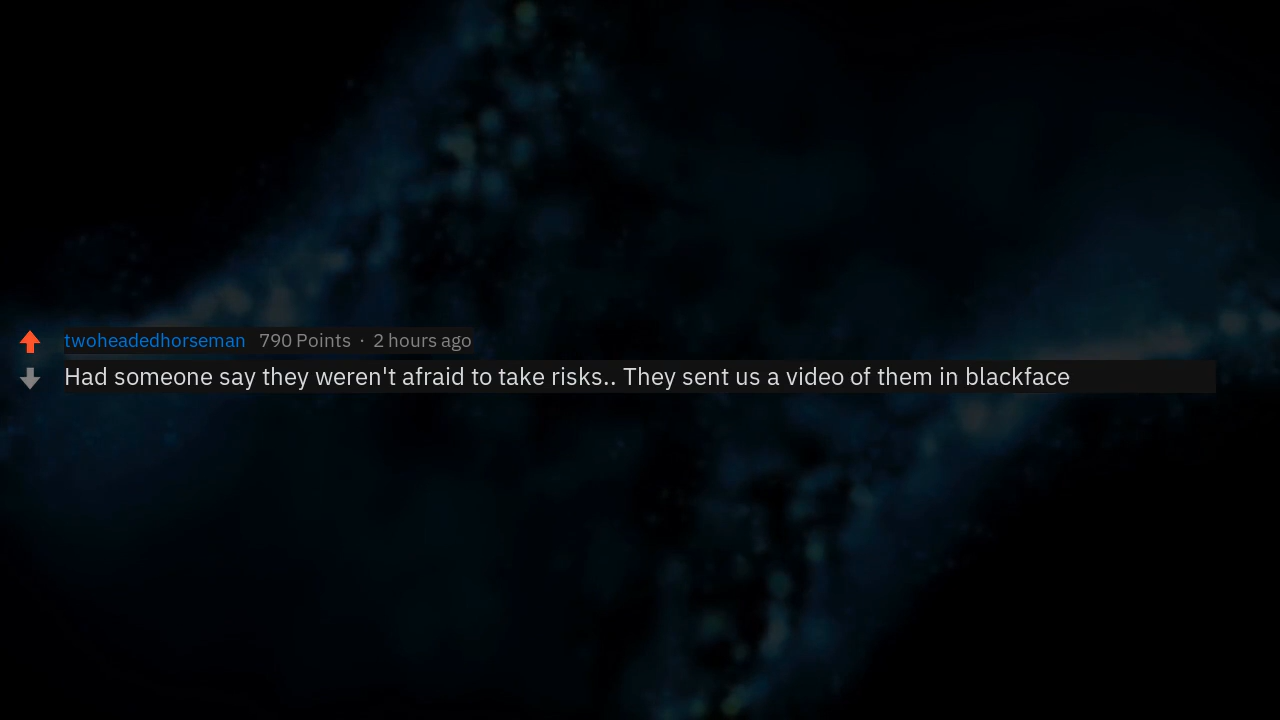 twoheadedhorseman 790 Points · 2 hours ago
Had someone say they weren't afraid to take risks.. They sent us a video of them in blackface